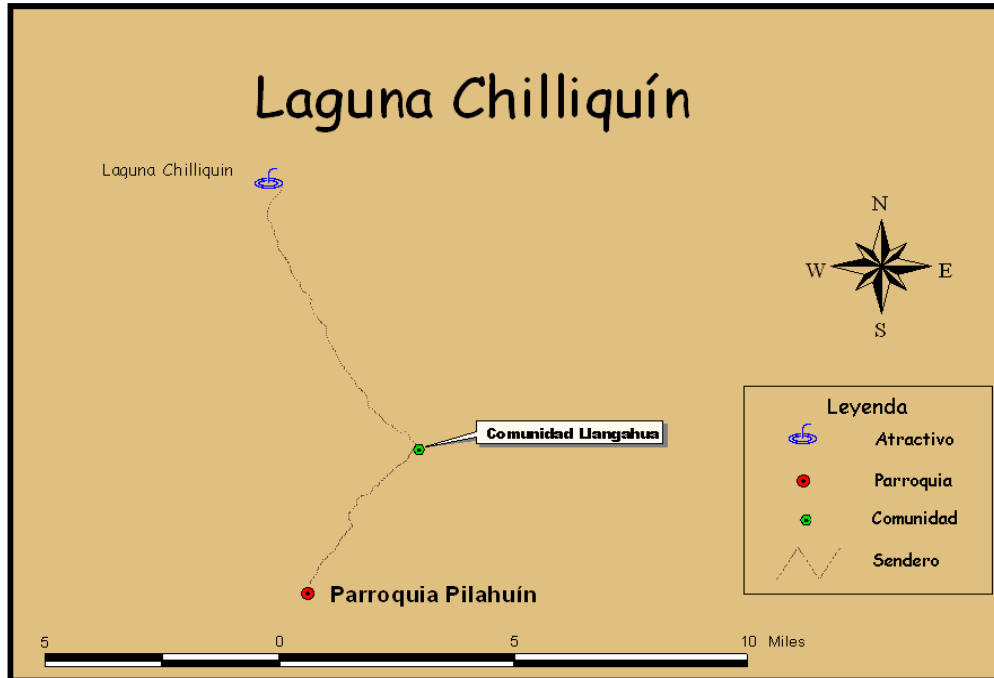 Laguna Chilliquín
Laguna Chilliquin
N
W E
S
Comunidad Llangahua
Leyenda
Atractivo
Parroquia
Comunidad
Sendero
Parroquia Pilahuín
5 0 5 10 Miles